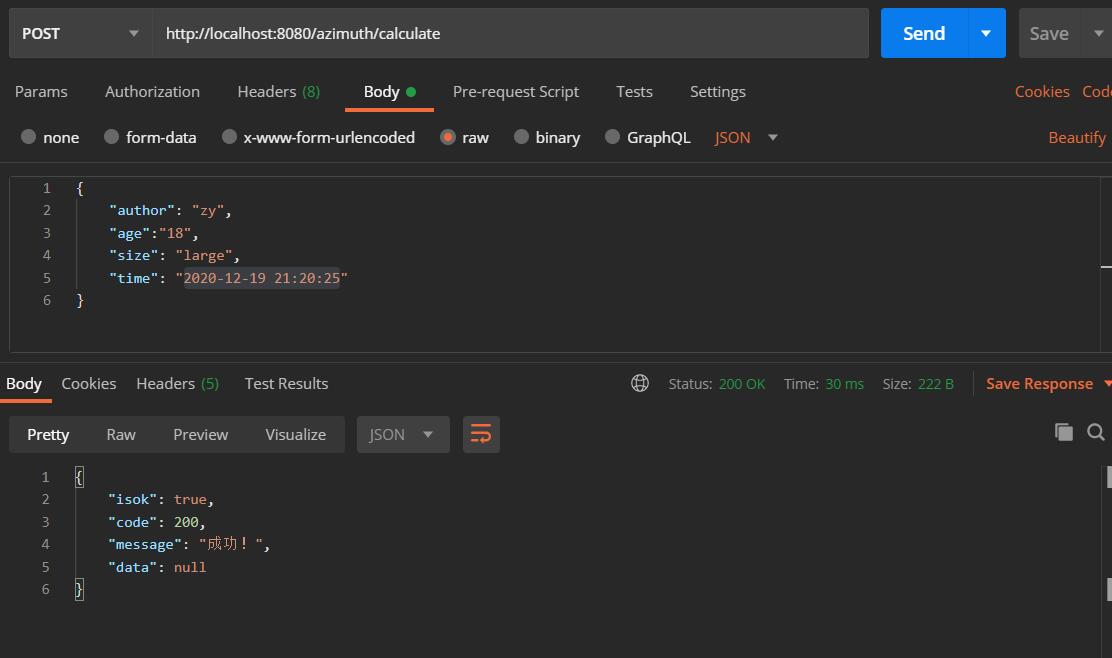 POST http://localhost:8080/azimuth/calculate Send Save
Params Authorization Headers (8) Body Pre-request Script Tests Settings Cookies Code
none form-data x-www-form-urlencoded raw binary GraphQL JSON Beautify
1 {
2 "author": "zy",
3 "age":"18",
4 "size": "large",
5 "time": "2020-12-19 21:20:25"
6 }
Body Cookies Headers (5) Test Results Status: 200 OK Time: 30 ms Size: 222 B Save Response
Pretty Raw Preview Visualize JSON
1 {
2 "isok": true,
3 "code": 200,
4 "message": "成功！",
5 "data": null
6 }